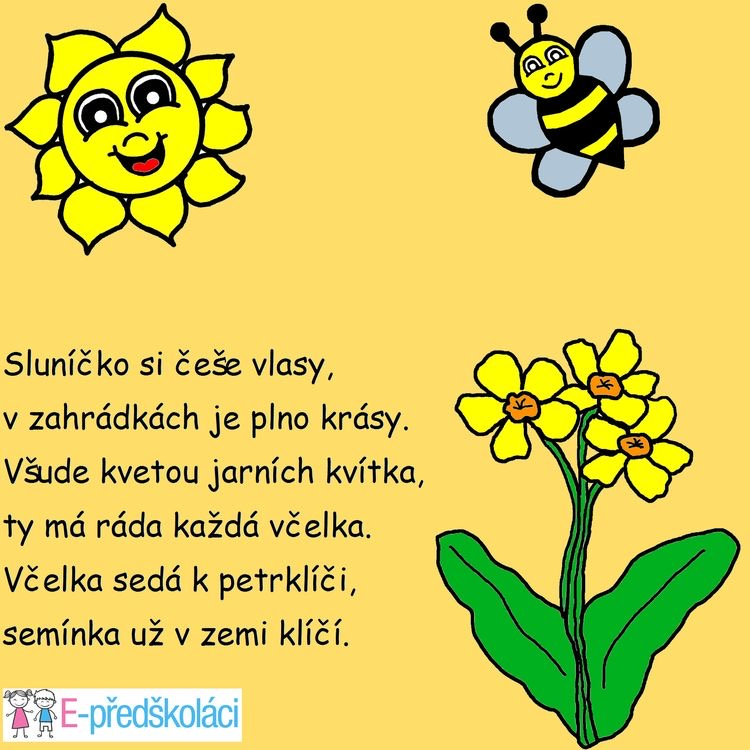 Sluníčko si češe vlasy,
v zahrádkách je plno krásy.
Všude kvetou jarních kvítka,
ty má ráda každá včelka.
Včelka sedá k petrklíči,
semínka už v zemi klíčí.
E-předškoláci